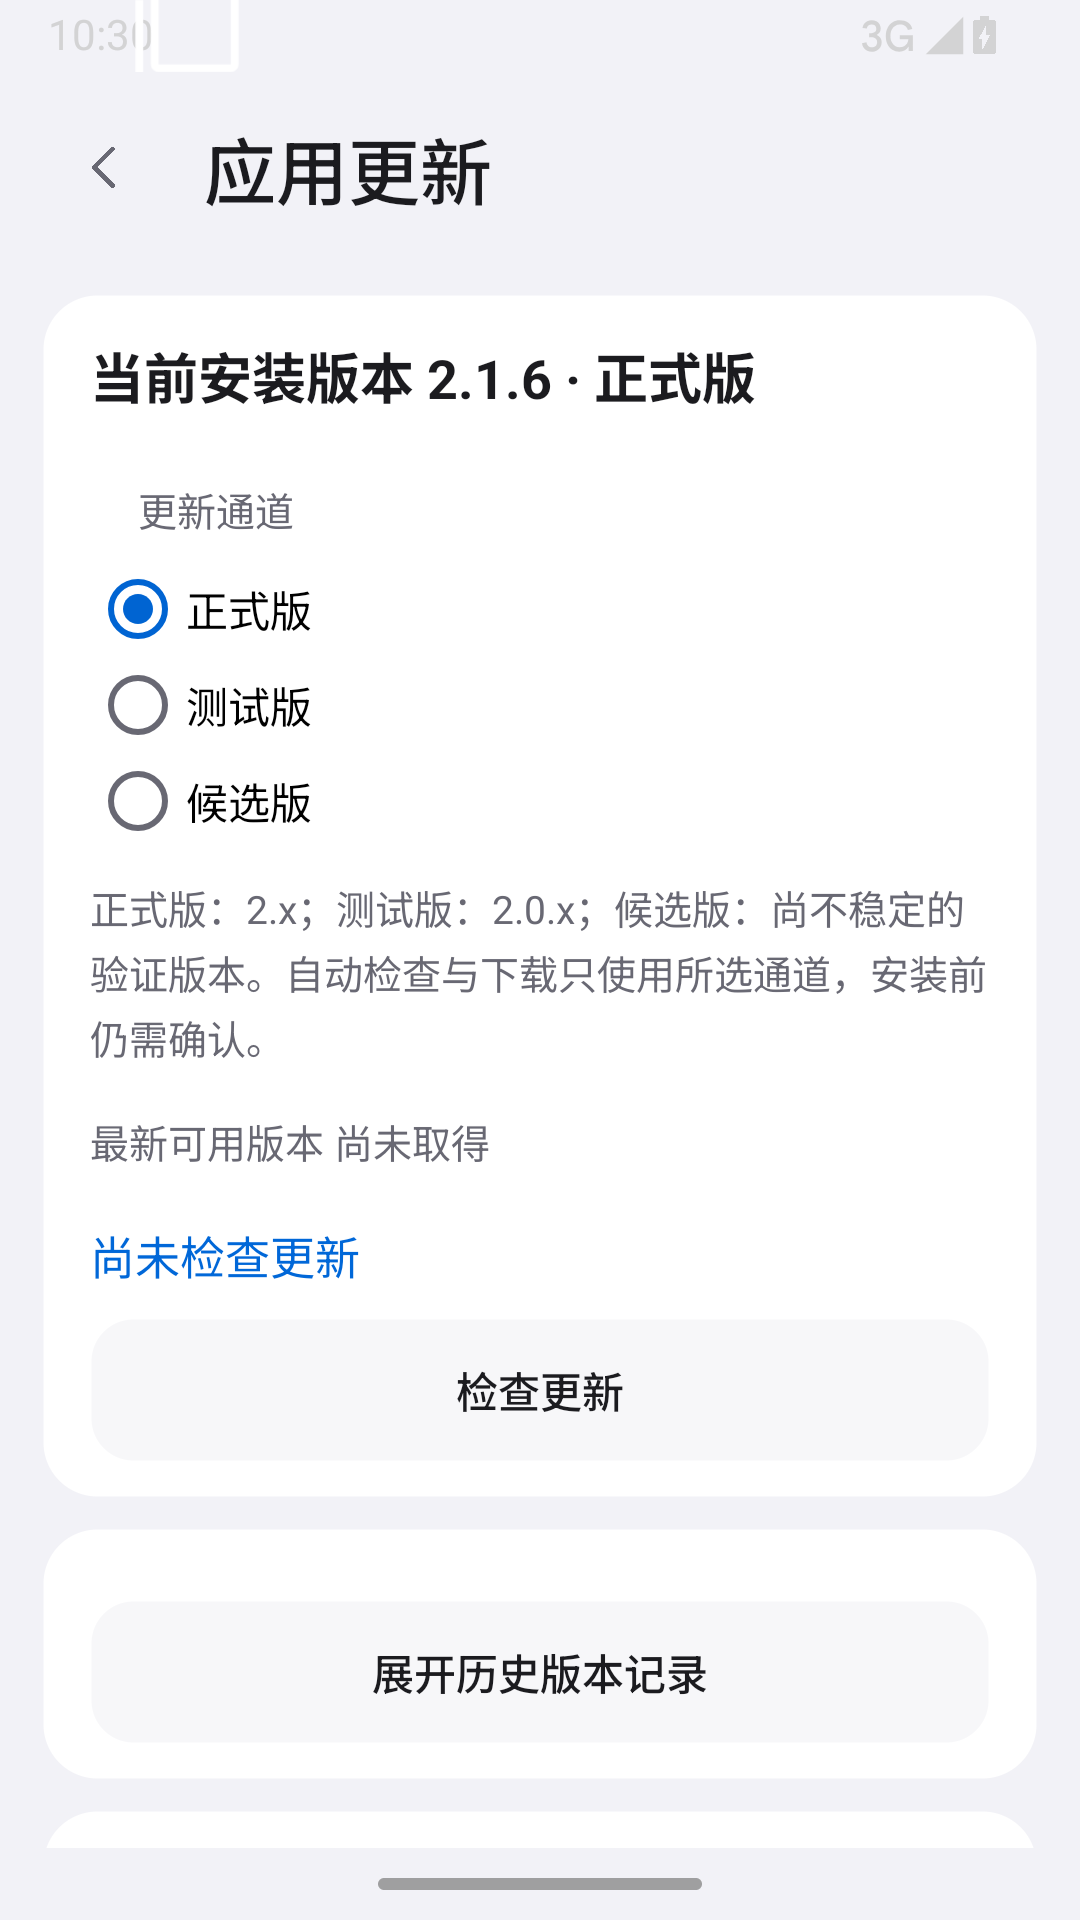 10:30
3G
应用更新
当前安装版本 2.1.6 · 正式版
更新通道
正式版
测试版
候选版
正式版：2.x；测试版：2.0.x；候选版：尚不稳定的
验证版本。自动检查与下载只使用所选通道，安装前
仍需确认。
最新可用版本 尚未取得
尚未检查更新
检查更新
展开历史版本记录